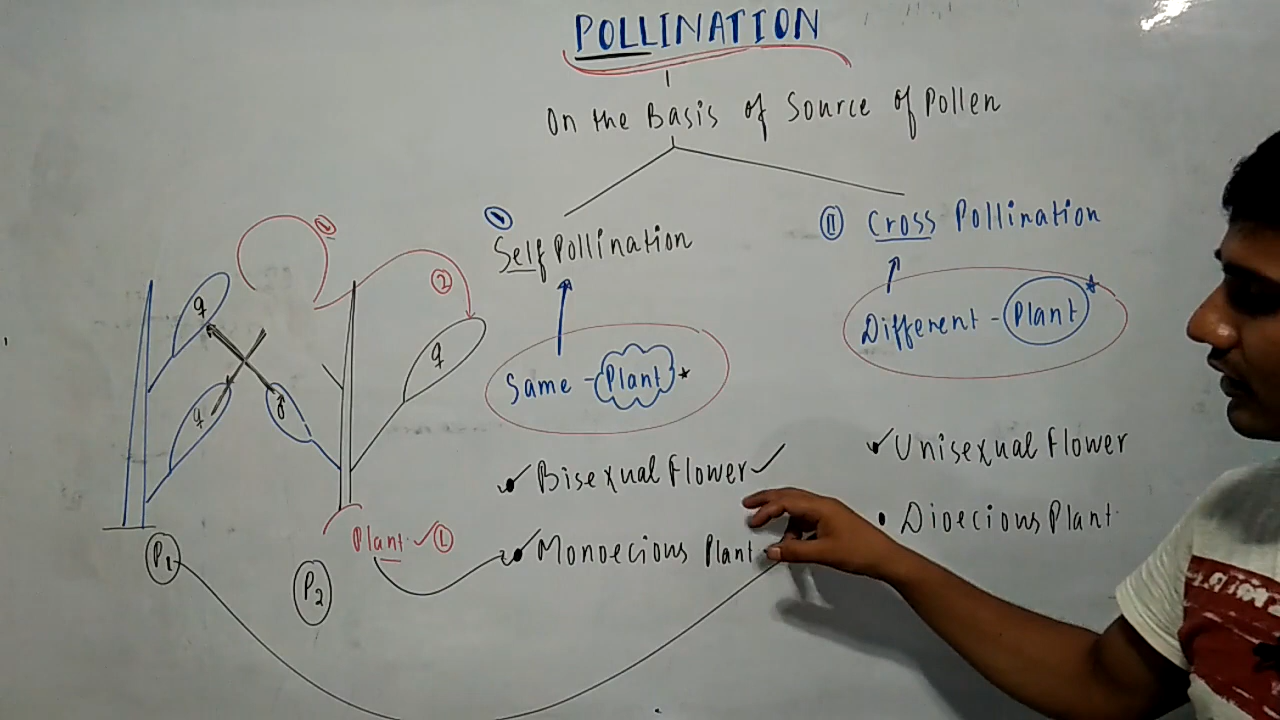 POLLINATION
On the Basis of Source of Pollen
Self Pollination
II Cross Pollination
Same - Plant *
Different - Plant *
Bisexual Flower
Unisexual Flower
Monoecious Plant
Dioecious Plant
Plant 1
2
P1
P2